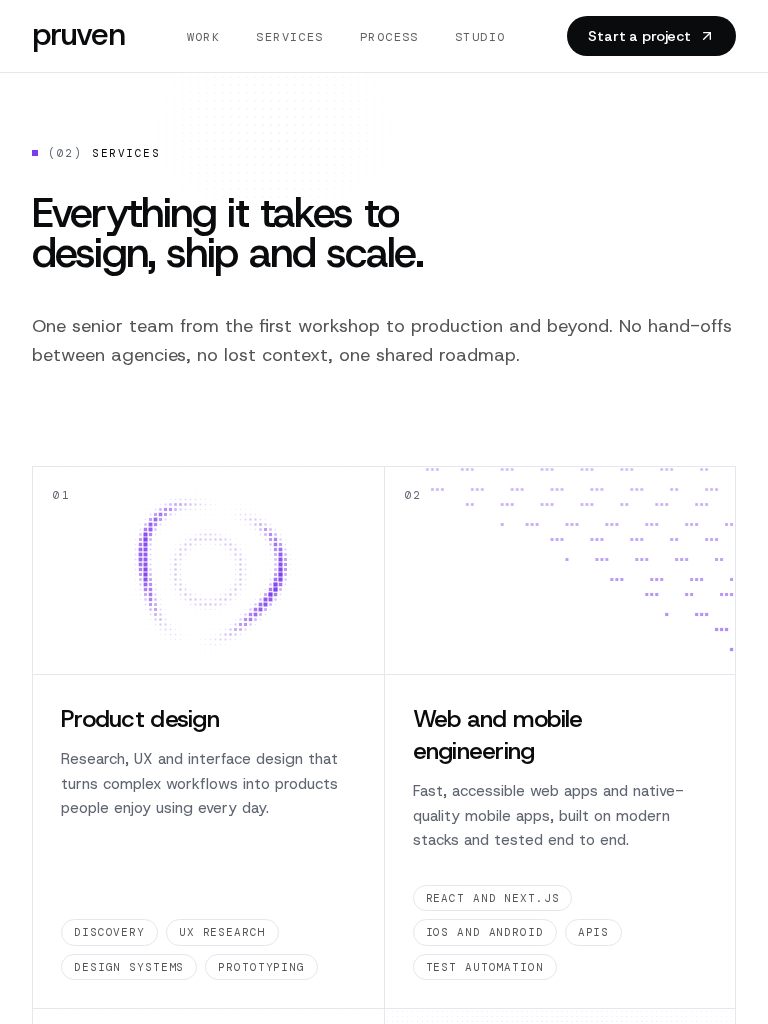 pruven
WORK
SERVICES
PROCESS
STUDIO
Start a project
(02) SERVICES
Everything it takes to
design, ship and scale.
One senior team from the first workshop to production and beyond. No hand-offs
between agencies, no lost context, one shared roadmap.
01
Product design
Research, UX and interface design that
turns complex workflows into products
people enjoy using every day.
DISCOVERY
UX RESEARCH
DESIGN SYSTEMS
PROTOTYPING
02
Web and mobile
engineering
Fast, accessible web apps and native-
quality mobile apps, built on modern
stacks and tested end to end.
REACT AND NEXT.JS
IOS AND ANDROID
APIS
TEST AUTOMATION